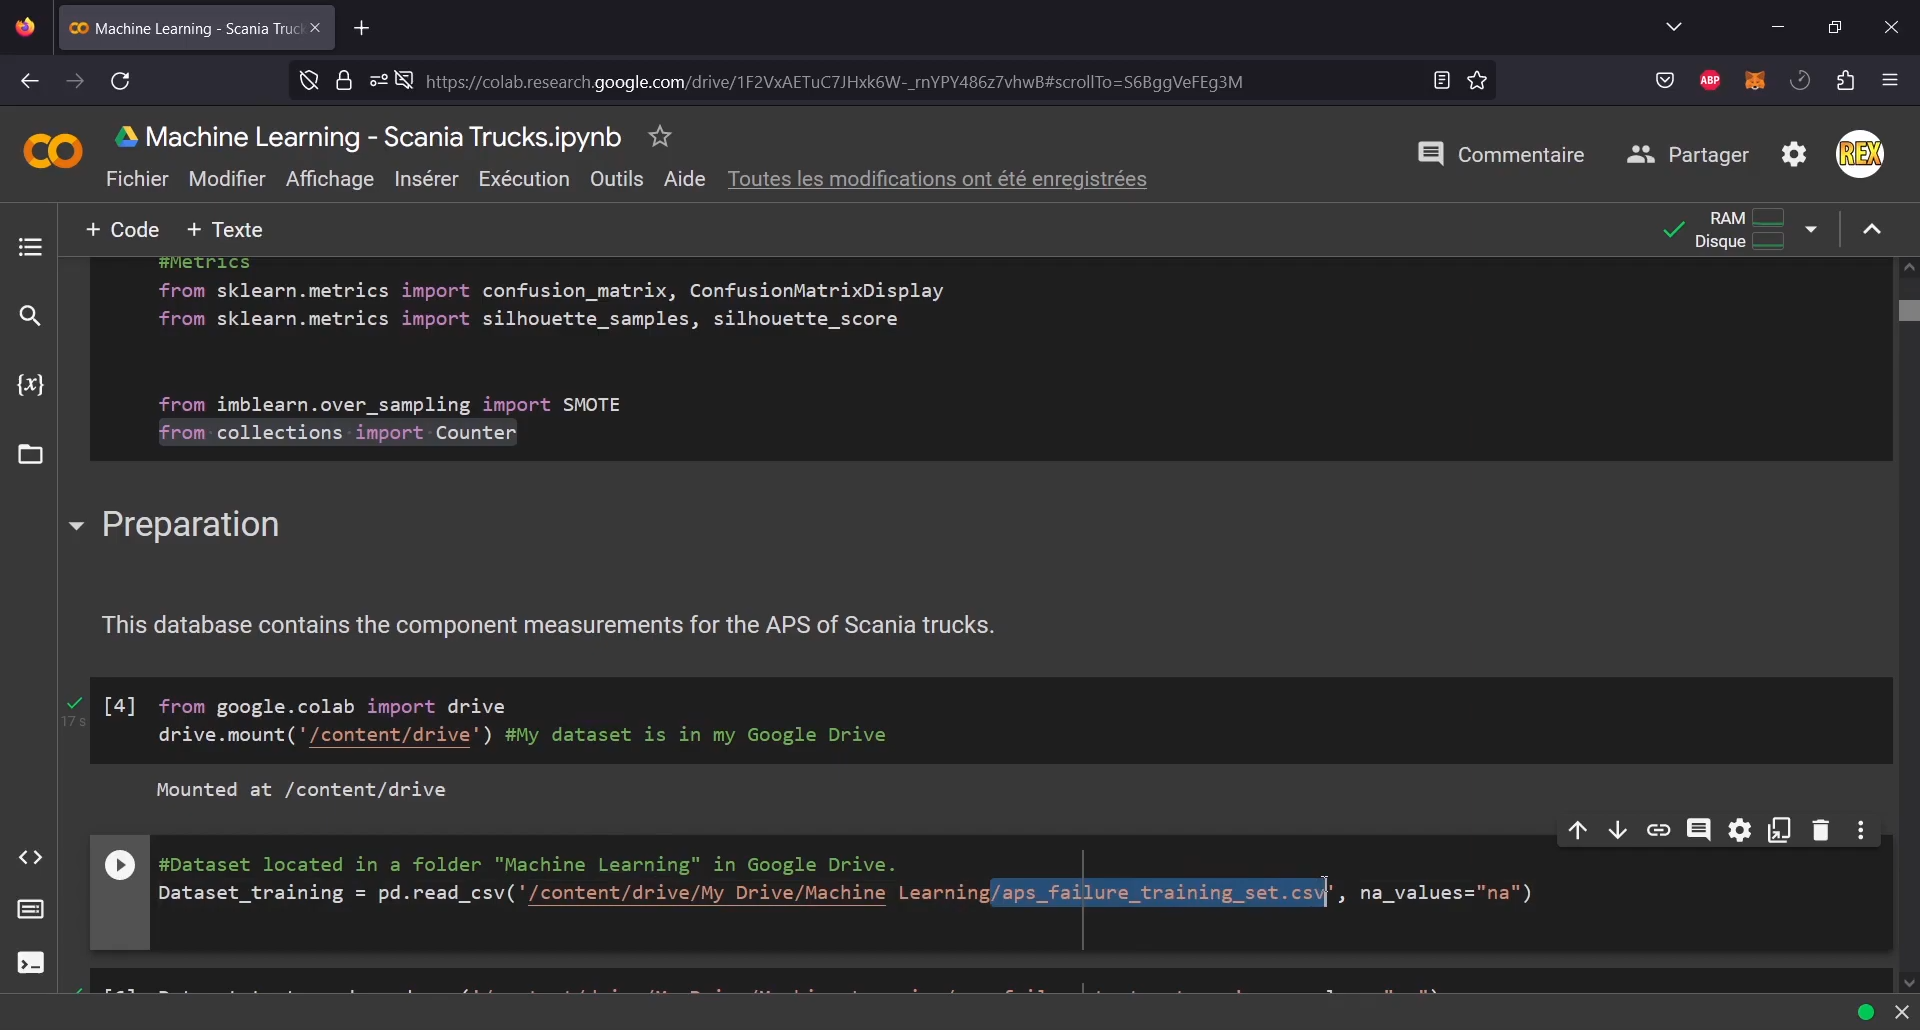 Machine Learning - Scania Truck
https://colab.research.google.com/drive/1F2VxAETuC7JHxk6W-_rnYPY486z7vhwB#scrollTo=S6BggVeFEg3M
ABP
Machine Learning - Scania Trucks.ipynb
Commentaire
Partager
REX
Fichier Modifier Affichage Insérer Exécution Outils Aide Toutes les modifications ont été enregistrées
+ Code + Texte
RAM
Disque
#Metrics
from sklearn.metrics import confusion_matrix, ConfusionMatrixDisplay
from sklearn.metrics import silhouette_samples, silhouette_score
{x}
from imblearn.over_sampling import SMOTE
from collections import Counter
Preparation
This database contains the component measurements for the APS of Scania trucks.
[4] from google.colab import drive
17 s
drive.mount('/content/drive') #My dataset is in my Google Drive
Mounted at /content/drive
#Dataset located in a folder "Machine Learning" in Google Drive.
Dataset_training = pd.read_csv('/content/drive/My Drive/Machine Learning/aps_failure_training_set.csv', na_values="na")